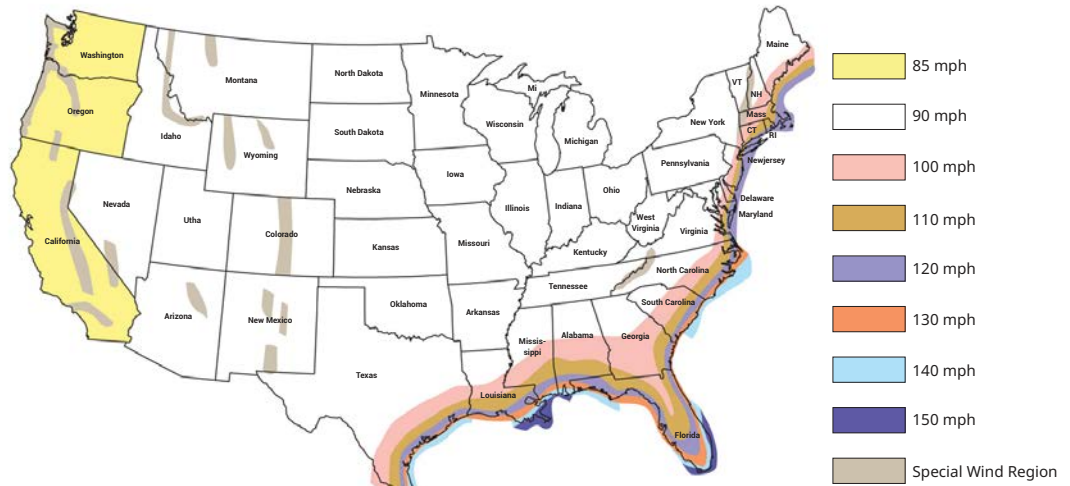 Washington
Oregon
California
Nevada
Idaho
Montana
Wyoming
Utha
Arizona
Colorado
New Mexico
North Dakota
South Dakota
Nebraska
Kansas
Oklahoma
Texas
Minnesota
Iowa
Missouri
Arkansas
Louisiana
Wisconsin
Illinois
Mi
Michigan
Indiana
Ohio
Kentucky
Tennessee
Missis-
sippi
Alabama
Georgia
Florida
South Carolina
North Carolina
Virginia
West
Virginia
Pennsylvania
New York
VT
NH
Maine
Mass
CT
RI
Newjersey
Delaware
Maryland
85 mph
90 mph
100 mph
110 mph
120 mph
130 mph
140 mph
150 mph
Special Wind Region